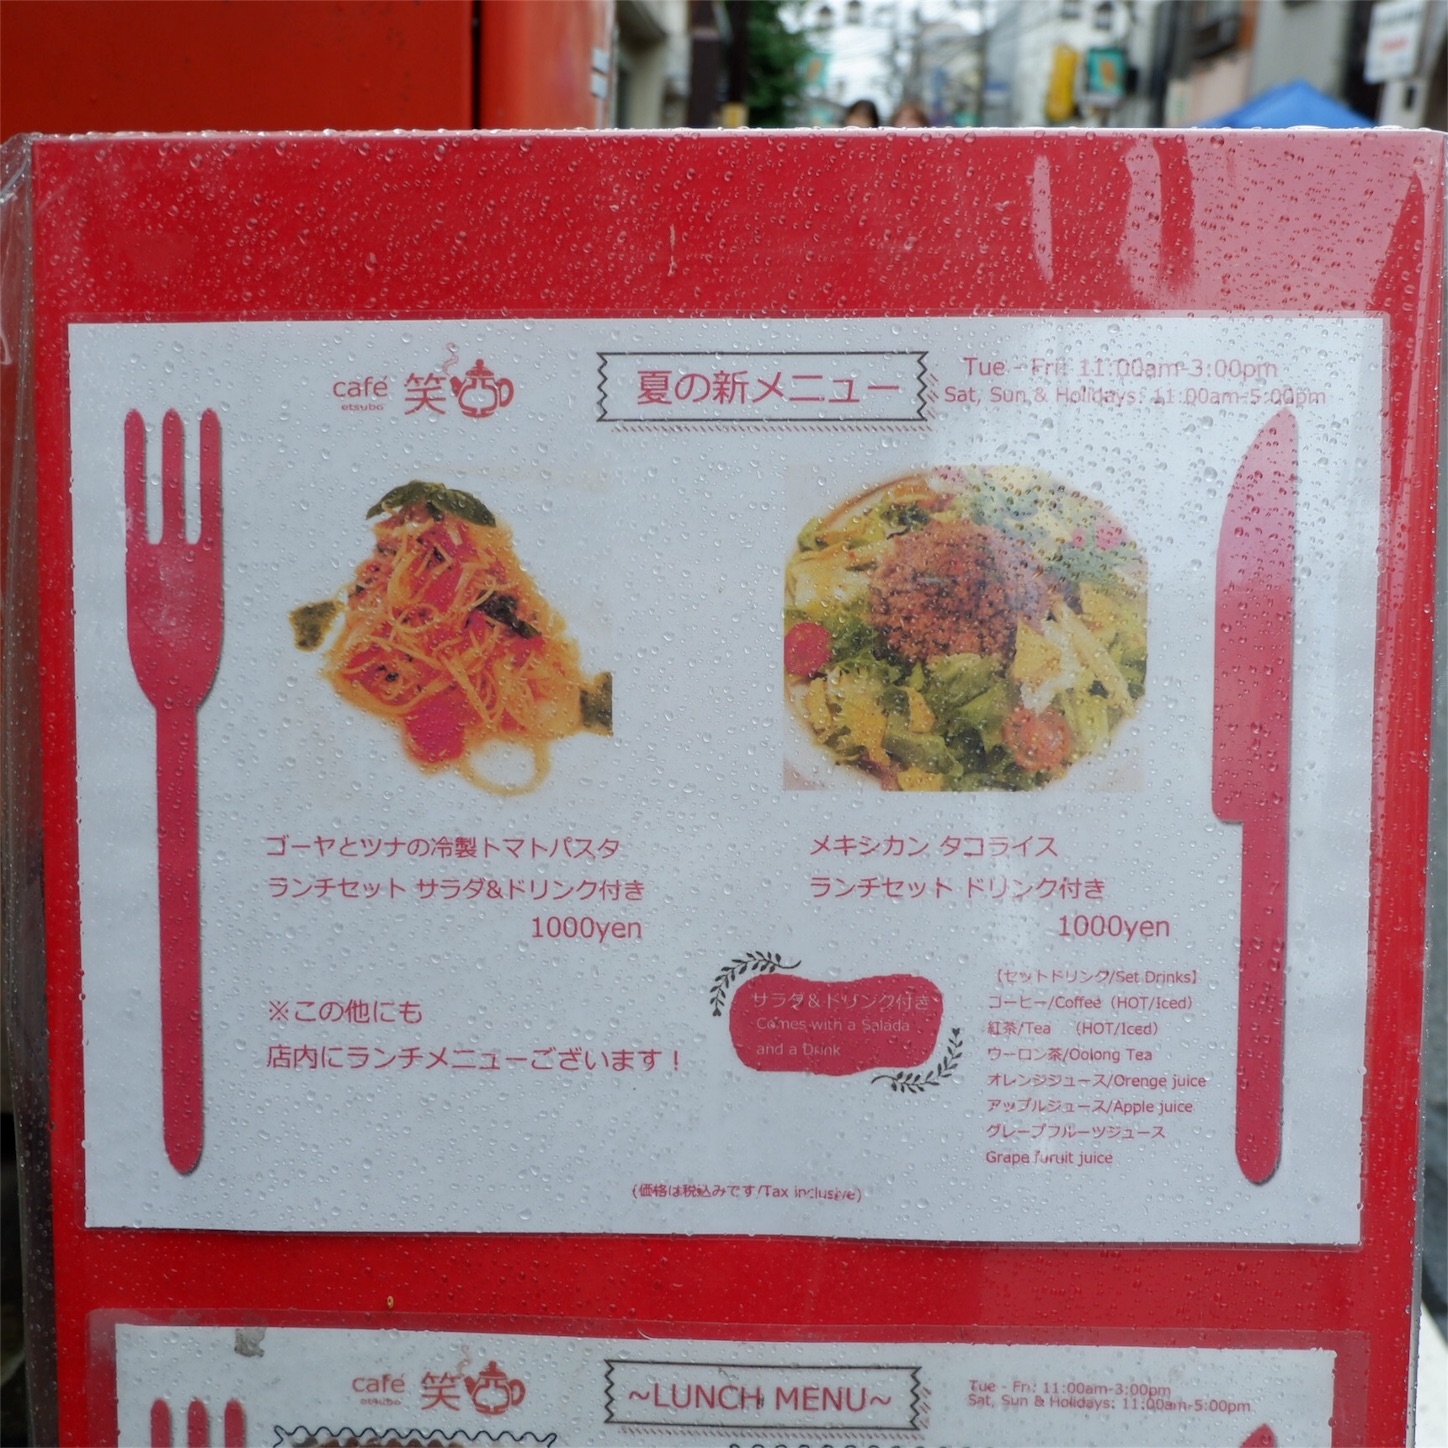 café
etsubo
笑壺
夏の新メニュー
Tue - Fri: 11:00am-3:00pm
Sat, Sun & Holidays: 11:00am-5:00pm
ゴーヤとツナの冷製トマトパスタ
ランチセット サラダ&ドリンク付き
1000yen
メキシカン タコライス
ランチセット ドリンク付き
1000yen
※この他にも
店内にランチメニューございます！
サラダ＆ドリンク付き
Comes with a Salada
and a Drink
【セットドリンク/Set Drinks】
コーヒー/Coffee（HOT/Iced）
紅茶/Tea （HOT/Iced）
ウーロン茶/Oolong Tea
オレンジジュース/Orenge juice
アップルジュース/Apple juice
グレープフルーツジュース
Grape furuit juice
(価格は税込みです/Tax inclusive)
café
etsubo
笑壺
~LUNCH MENU~
Tue - Fri: 11:00am-3:00pm
Sat, Sun & Holidays: 11:00am-5:00pm